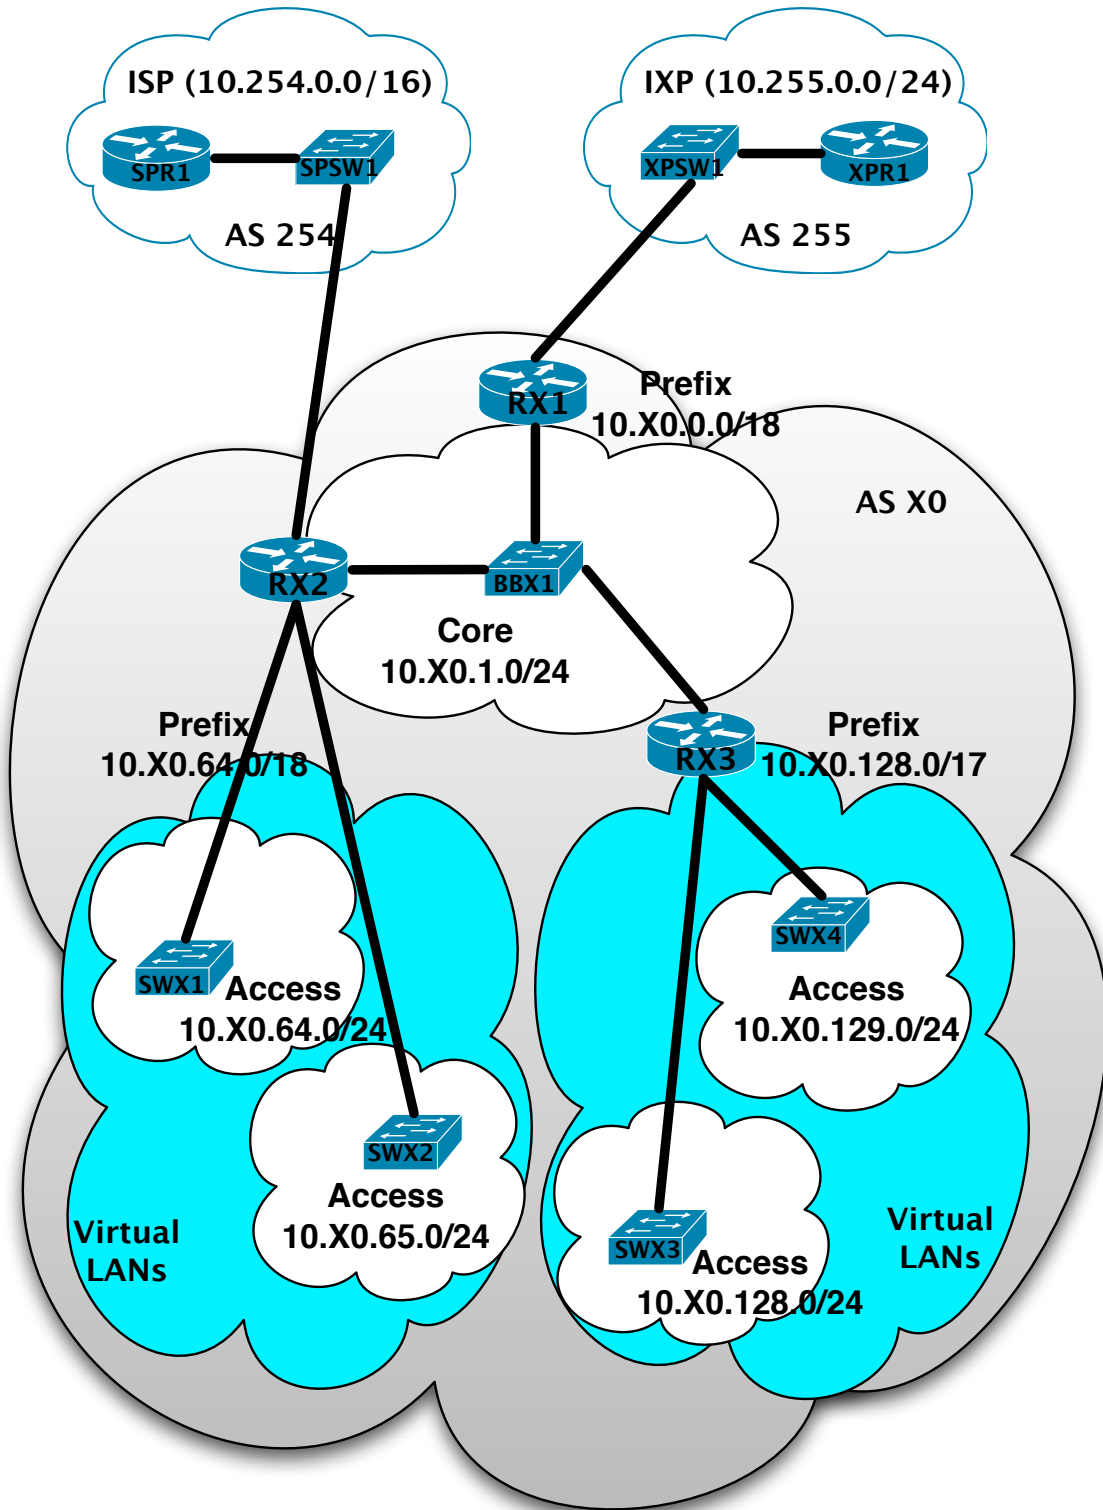 ISP (10.254.0.0/16)
SPR1
SPSW1
AS 254
IXP (10.255.0.0/24)
XPSW1
XPR1
AS 255
RX1
Prefix
10.X0.0.0/18
AS X0
RX2
BBX1
Core
10.X0.1.0/24
Prefix
10.X0.64.0/18
RX3
Prefix
10.X0.128.0/17
SWX1
Access
10.X0.64.0/24
SWX4
Access
10.X0.129.0/24
SWX2
Access
10.X0.65.0/24
Virtual
LANs
SWX3
Access
10.X0.128.0/24
Virtual
LANs